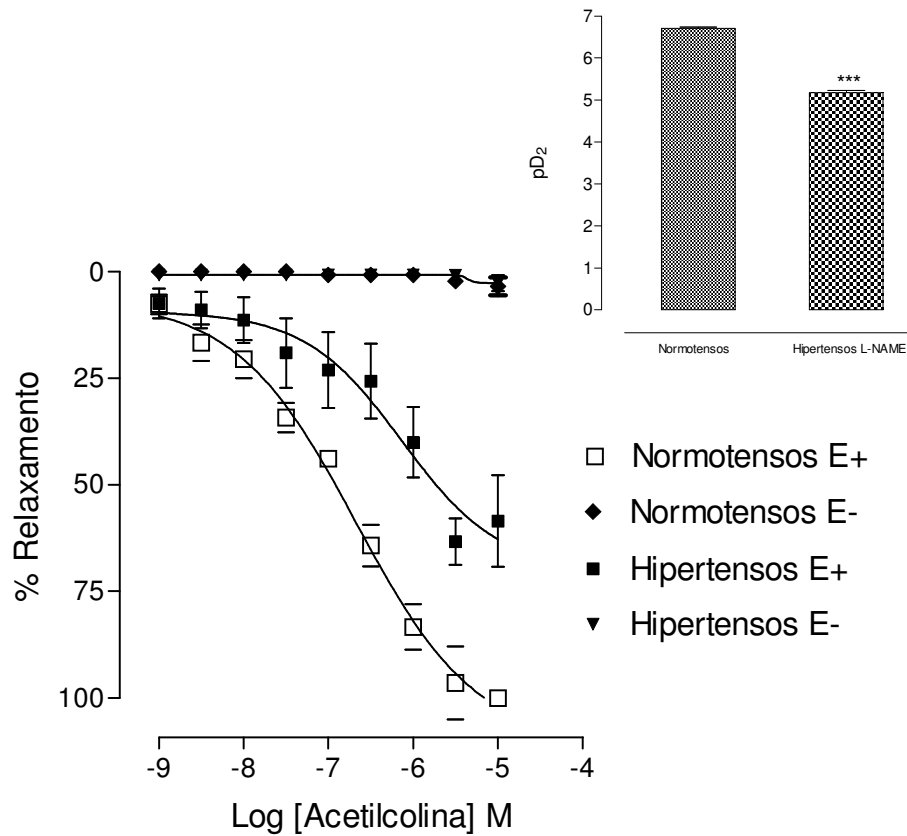 7
6
5
4
3
2
1
0
pD2
***
Normotensos
Hipertensos L-NAME
0
25
50
75
100
% Relaxamento
-9 -8 -7 -6 -5 -4
Log [Acetilcolina] M
Normotensos E+
Normotensos E-
Hipertensos E+
Hipertensos E-